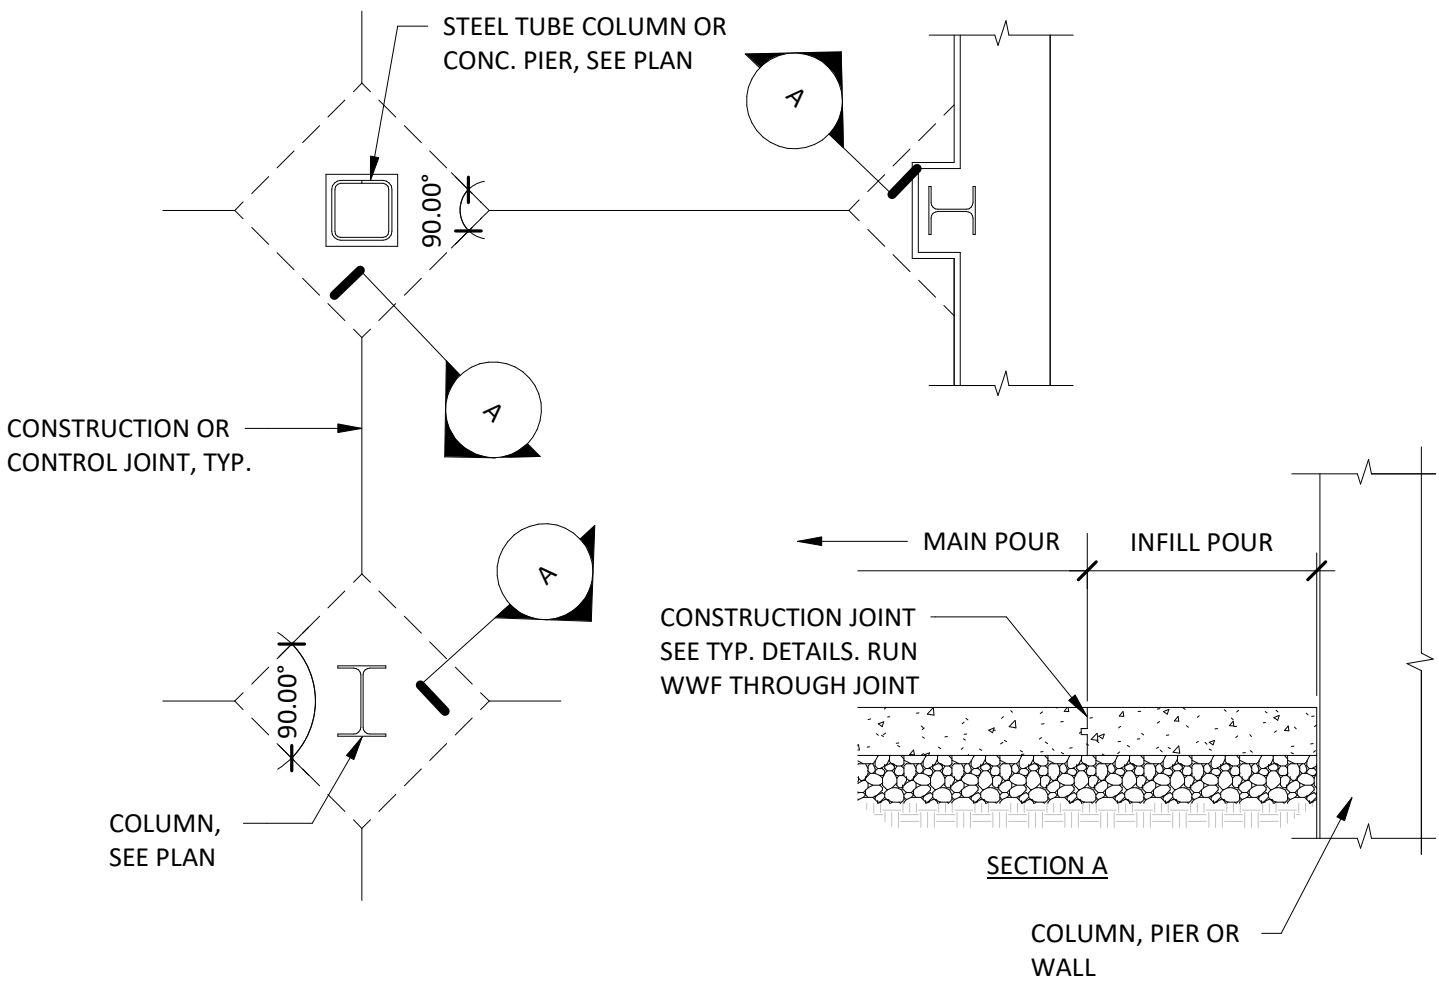 STEEL TUBE COLUMN OR
CONC. PIER, SEE PLAN
A
90.00°
A
CONSTRUCTION OR
CONTROL JOINT, TYP.
A
MAIN POUR
INFILL POUR
CONSTRUCTION JOINT
SEE TYP. DETAILS. RUN
WWF THROUGH JOINT
90.00°
COLUMN,
SEE PLAN
SECTION A
COLUMN, PIER OR
WALL